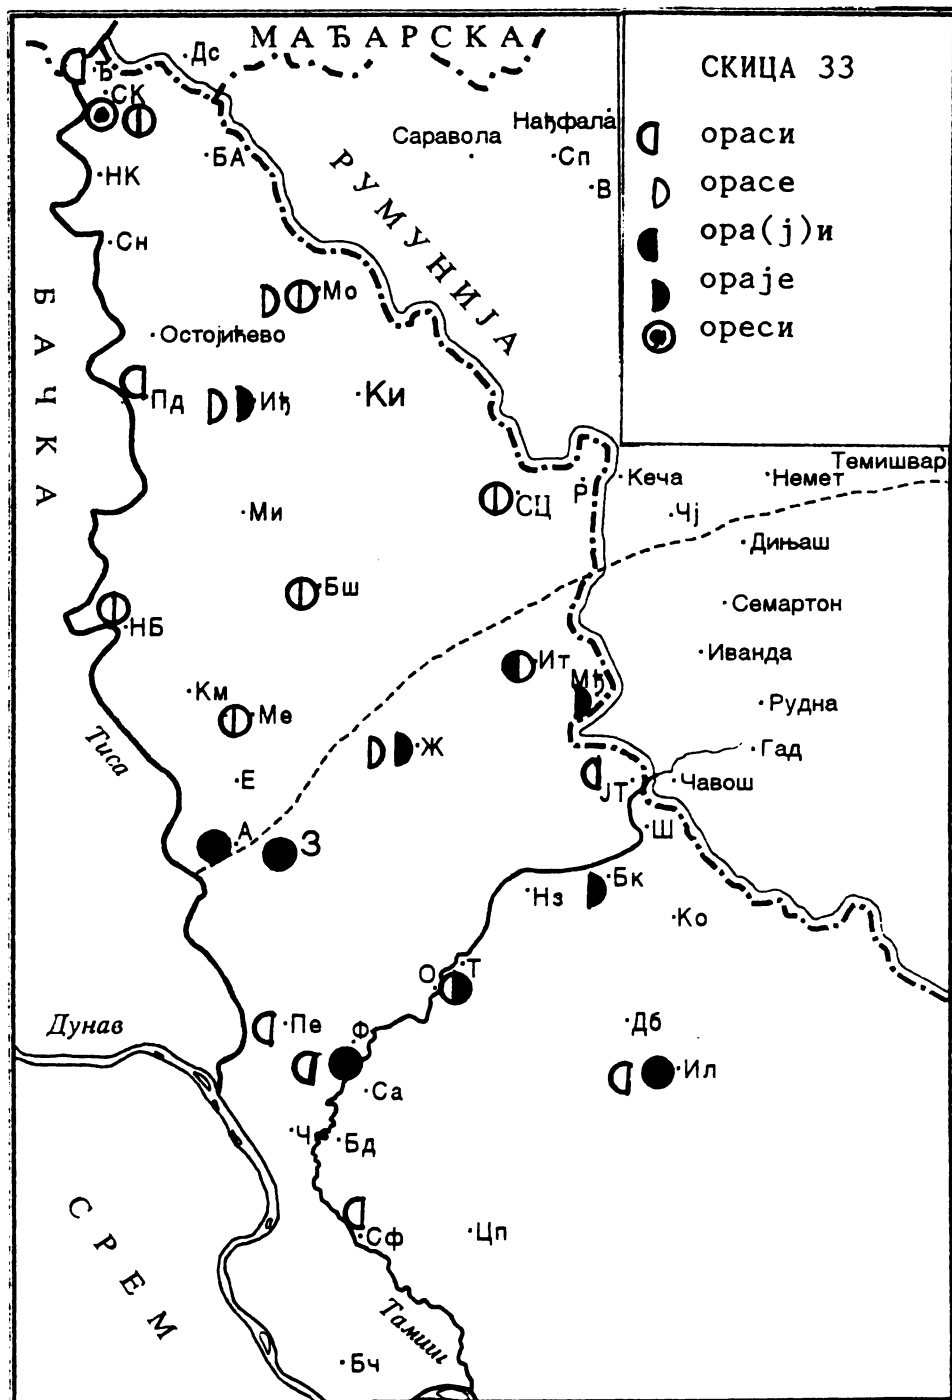 МАЂАРСКА
СКИЦА 33
ораси
орасе
ора(ј)и
ораје
ореси
Ђ
Дс
СК
БА
НК
Сн
Саравола
Нађфала
Сп
В
РУМУНИЈА
БАЧКА
Мо
Остојићево
Пд
Иђ
Ки
СЦ
Р
Кеча
Немет
Темишвар
Чј
Ми
Дињаш
Бш
Семартон
НБ
Иванда
Ит
Мђ
Км
Ме
Рудна
Тиса
Ж
Гад
Е
ЈТ
Чавош
А
З
Ш
Нз
Бк
Ко
О
Т
Дунав
Пе
Ф
Дб
Са
Ил
Ч
Бд
СРЕМ
Сф
Цп
Тамиш
Бч